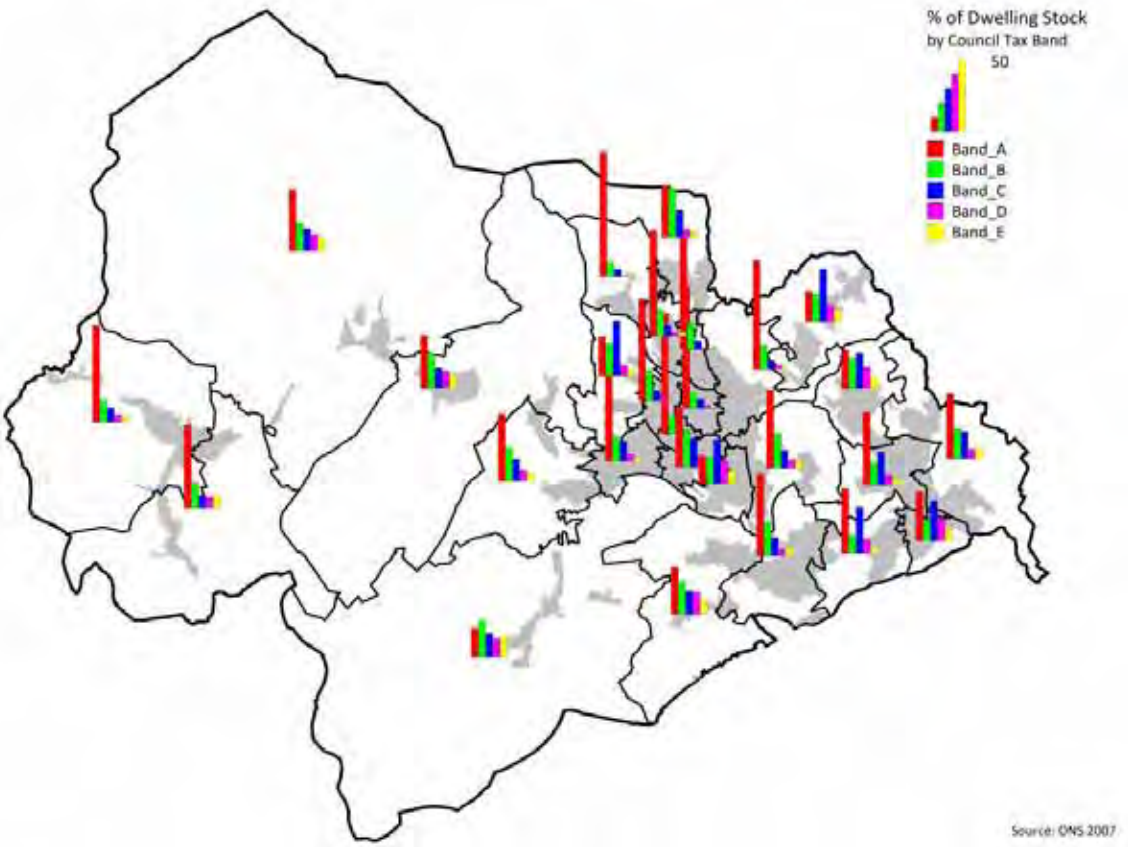 % of Dwelling Stock
by Council Tax Band
50
Band_A
Band_B
Band_C
Band_D
Band_E
Source: ONS 2007